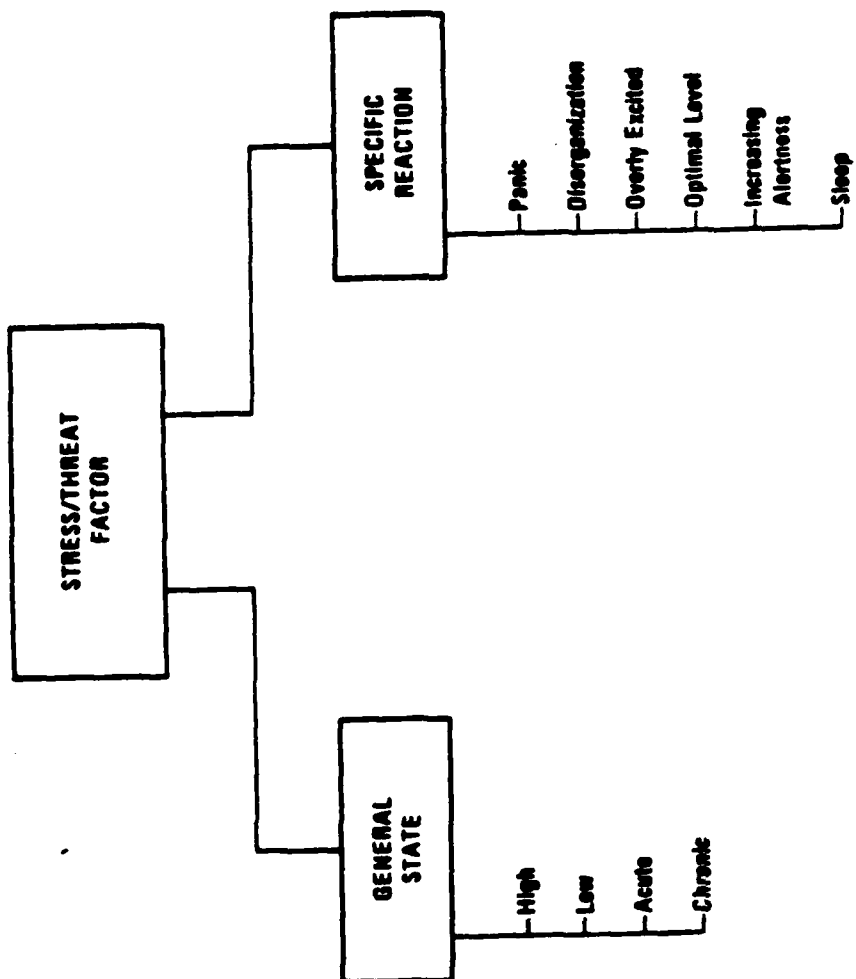 STRESS/THREAT
FACTOR
GENERAL
STATE
High
Low
Acute
Chronic
SPECIFIC
REACTION
Panic
Disorganization
Overly Excited
Optimal Level
Increasing
Alertness
Sleep